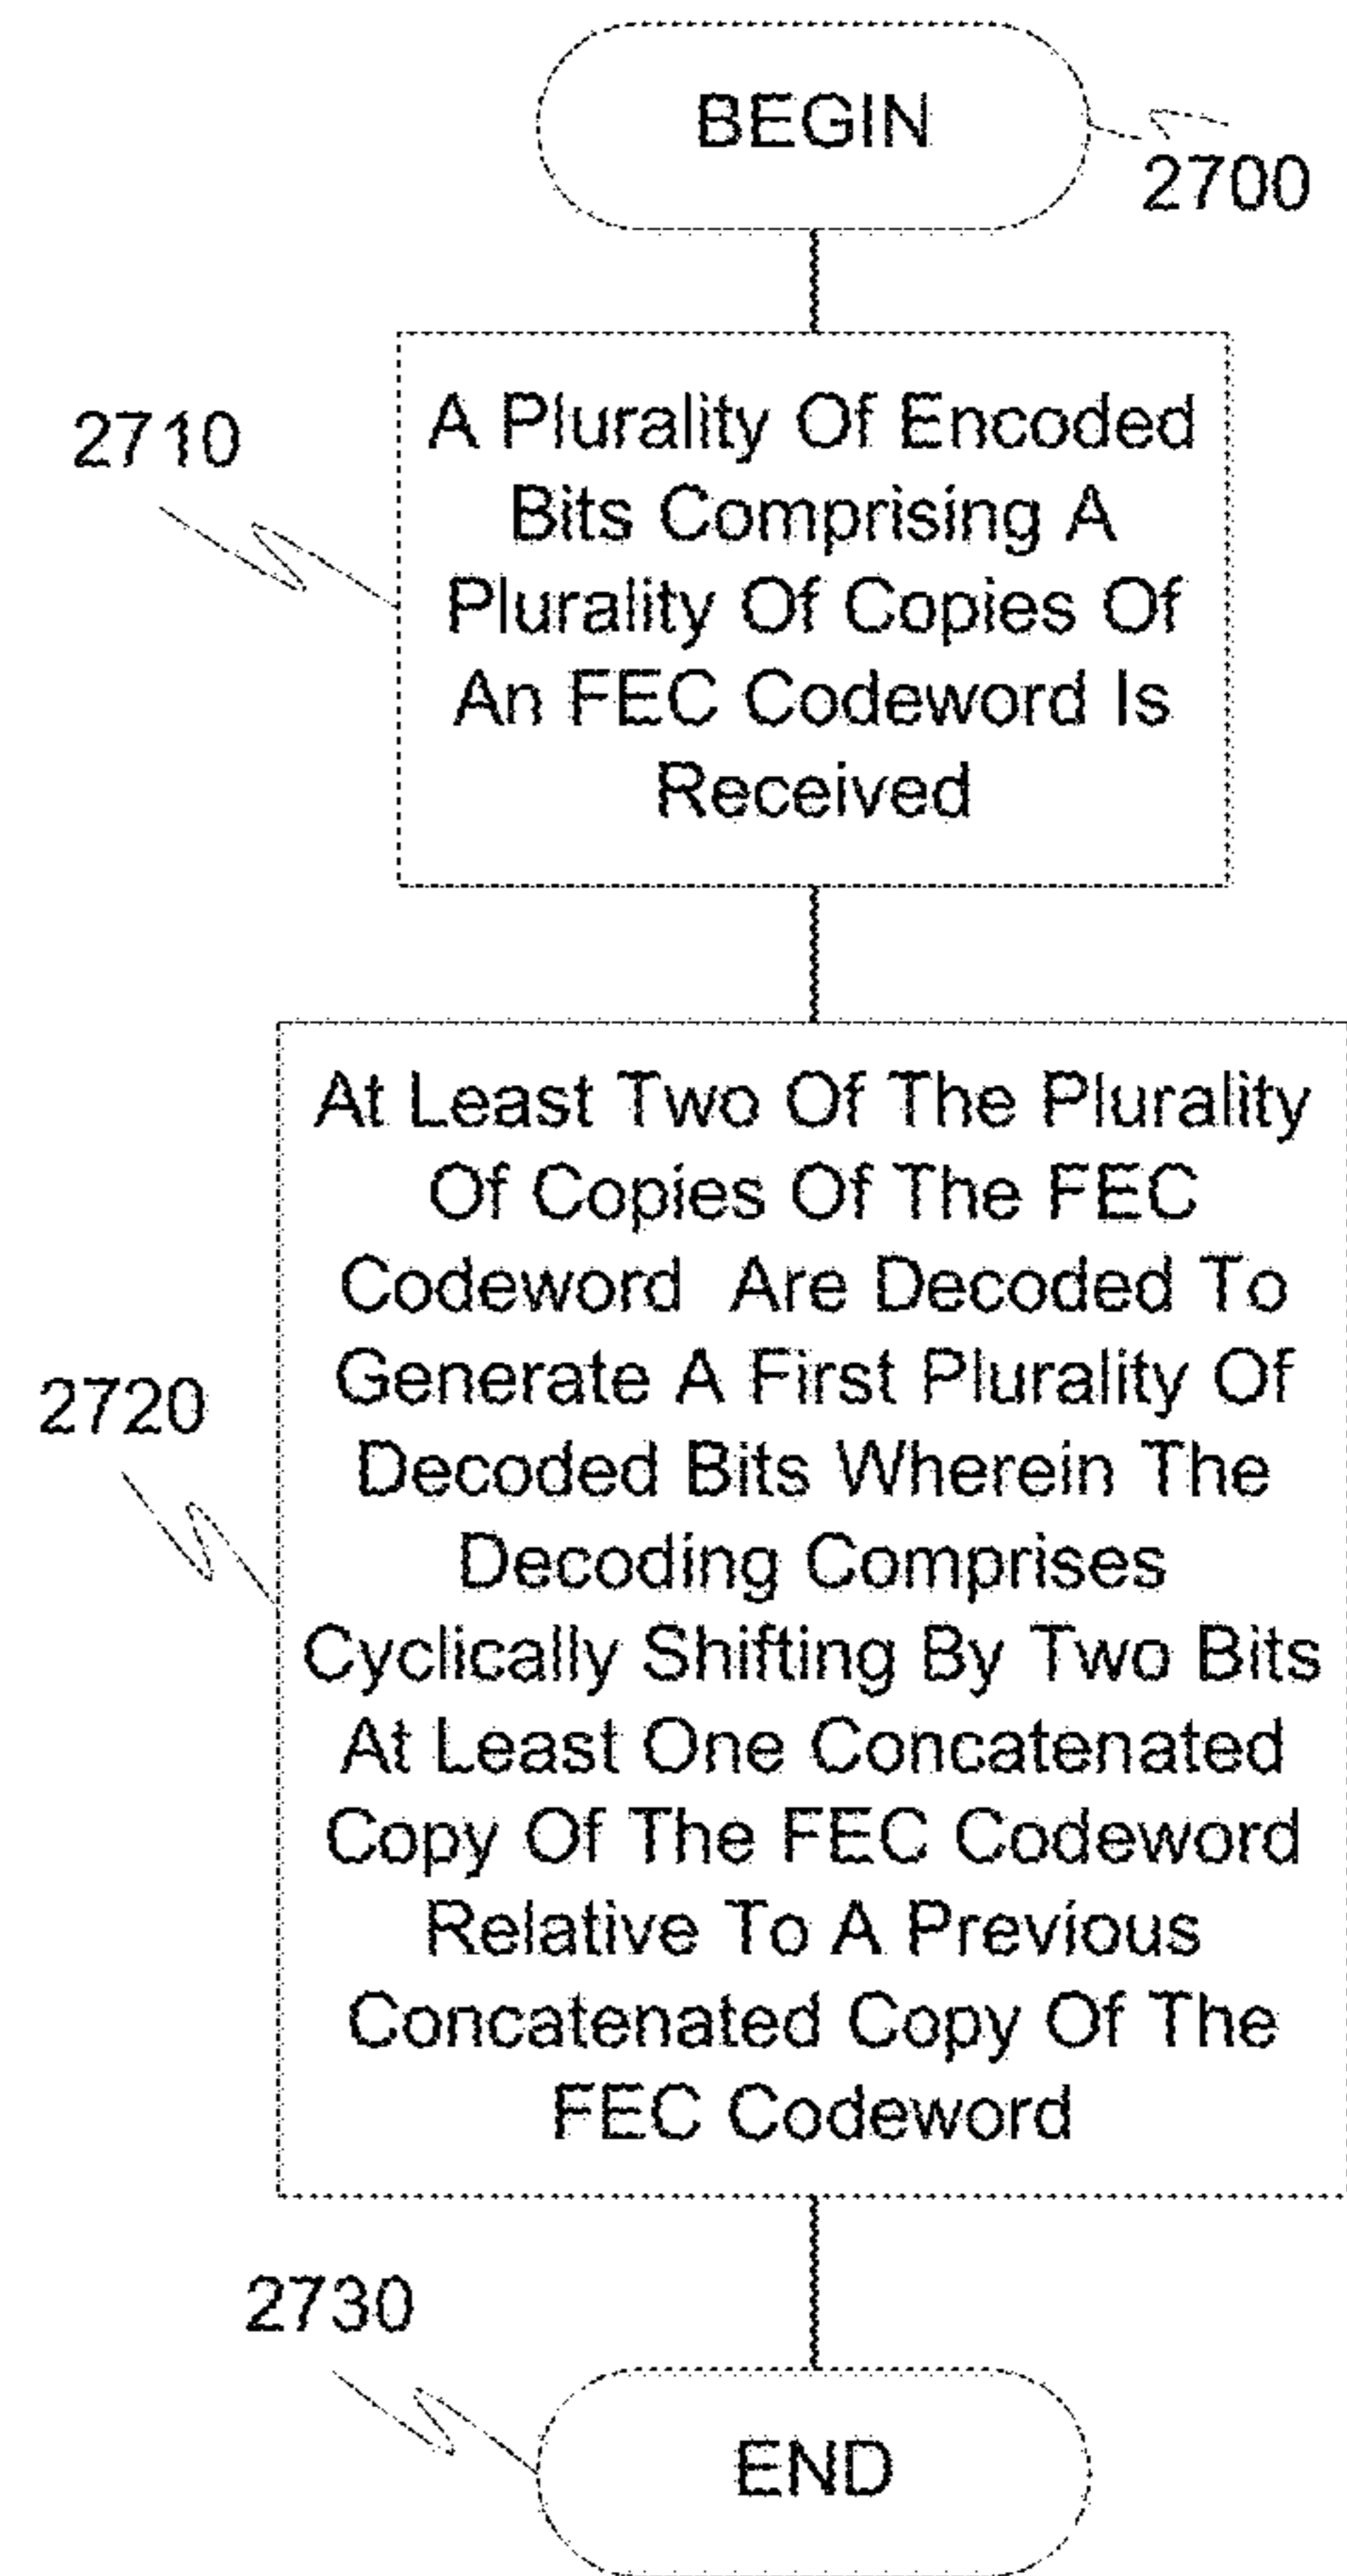 BEGIN
2700
2710
A Plurality Of Encoded
Bits Comprising A
Plurality Of Copies Of
An FEC Codeword Is
Received
At Least Two Of The Plurality
Of Copies Of The FEC
Codeword Are Decoded To
Generate A First Plurality Of
2720
Decoded Bits Wherein The
Decoding Comprises
Cyclically Shifting By Two Bits
At Least One Concatenated
Copy Of The FEC Codeword
Relative To A Previous
Concatenated Copy Of The
FEC Codeword
2730
END